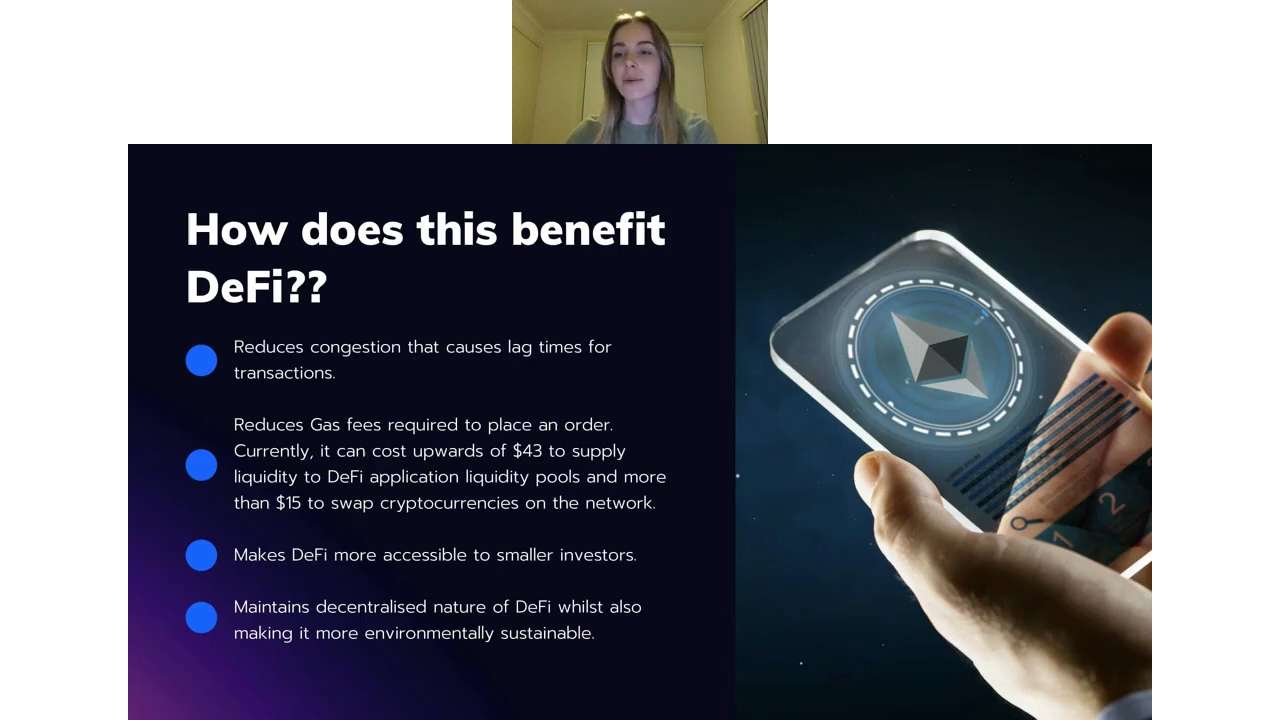 How does this benefit
DeFi??
Reduces congestion that causes lag times for
transactions.
Reduces Gas fees required to place an order.
Currently, it can cost upwards of $43 to supply
liquidity to DeFi application liquidity pools and more
than $15 to swap cryptocurrencies on the network.
Makes DeFi more accessible to smaller investors.
Maintains decentralised nature of DeFi whilst also
making it more environmentally sustainable.
2
1